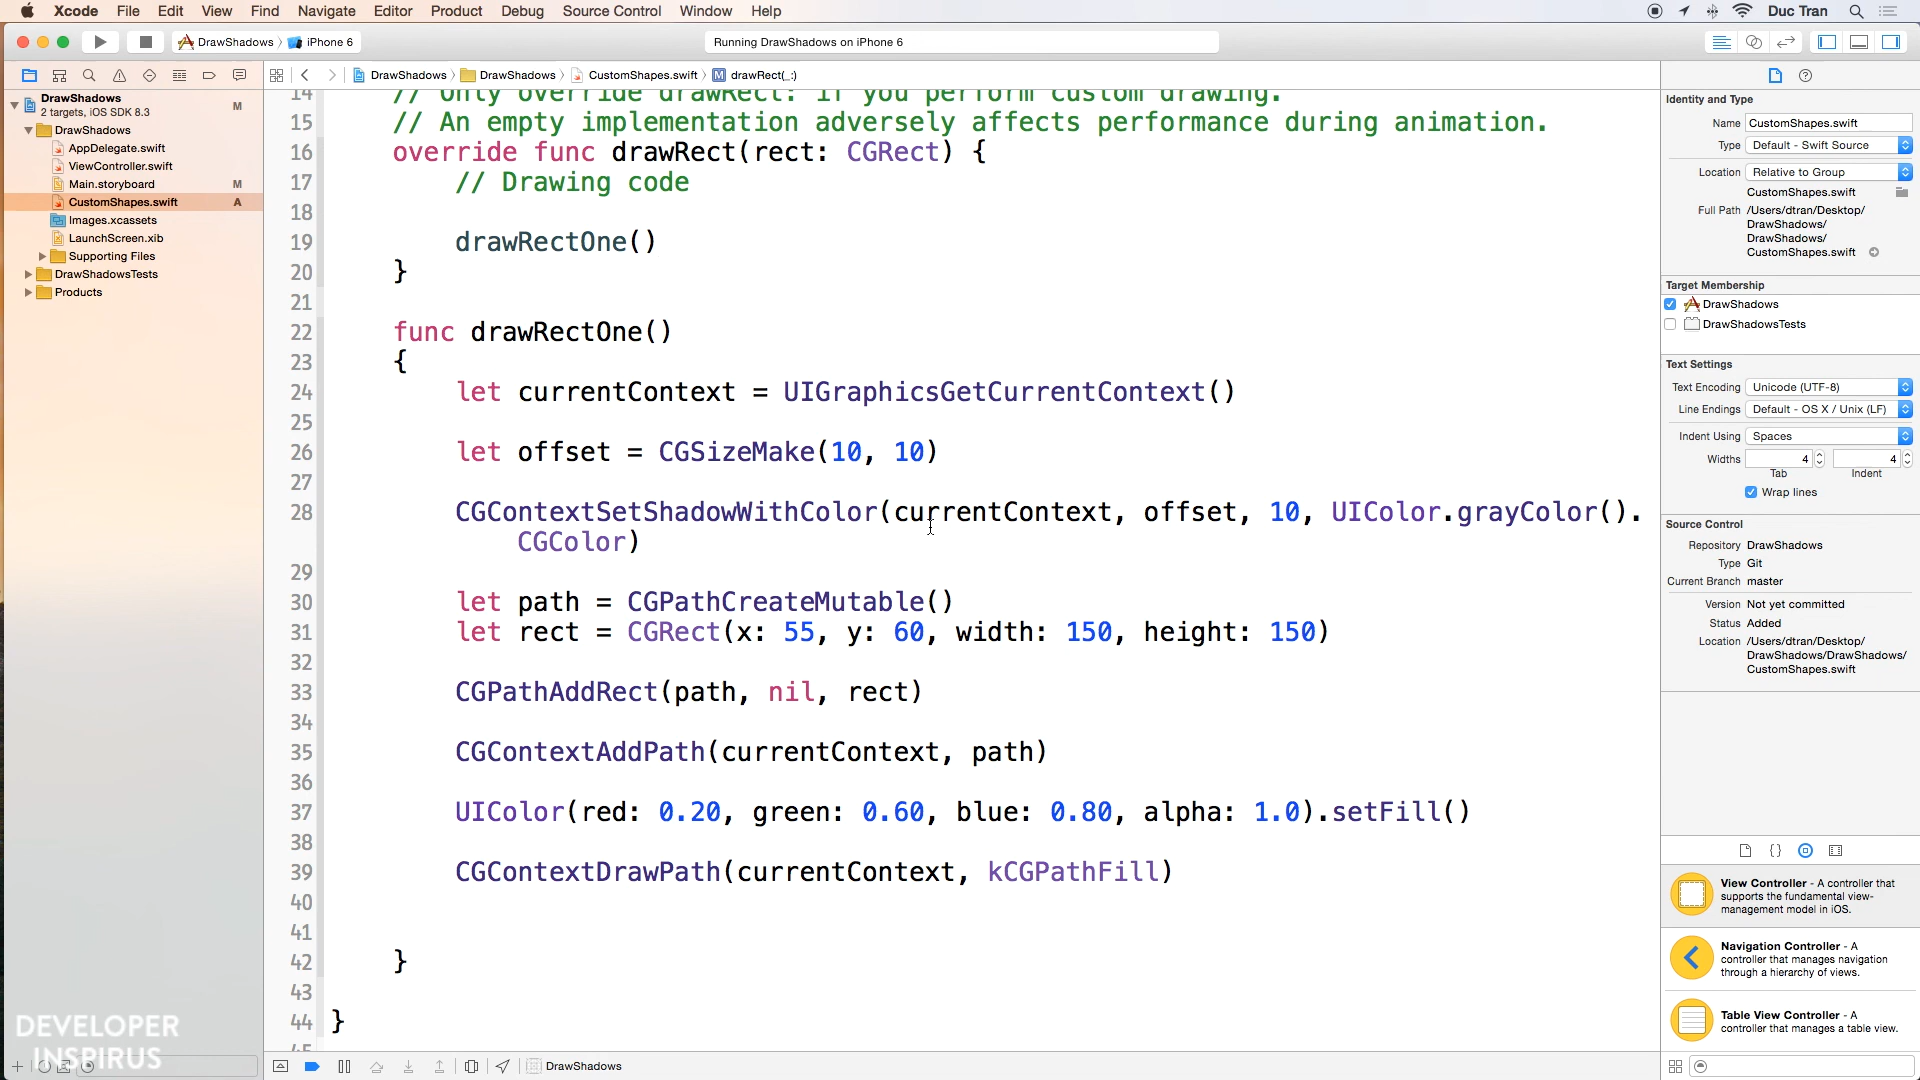 Xcode File Edit View Find Navigate Editor Product Debug Source Control Window Help Duc Tran
DrawShadows iPhone 6 Running DrawShadows on iPhone 6
DrawShadows DrawShadows CustomShapes.swift M drawRect(_:)
DrawShadows M
2 targets, iOS SDK 8.3
DrawShadows
AppDelegate.swift
ViewController.swift
Main.storyboard M
CustomShapes.swift A
Images.xcassets
LaunchScreen.xib
Supporting Files
DrawShadowsTests
Products
14 // Only override drawRect: if you perform custom drawing.
15 // An empty implementation adversely affects performance during animation.
16 override func drawRect(rect: CGRect) {
17 // Drawing code
18
19 drawRectOne()
20 }
21
22 func drawRectOne()
23 {
24 let currentContext = UIGraphicsGetCurrentContext()
25
26 let offset = CGSizeMake(10, 10)
27
28 CGContextSetShadowWithColor(currentContext, offset, 10, UIColor.grayColor().
CGColor)
29
30 let path = CGPathCreateMutable()
31 let rect = CGRect(x: 55, y: 60, width: 150, height: 150)
32
33 CGPathAddRect(path, nil, rect)
34
35 CGContextAddPath(currentContext, path)
36
37 UIColor(red: 0.20, green: 0.60, blue: 0.80, alpha: 1.0).setFill()
38
39 CGContextDrawPath(currentContext, kCGPathFill)
40
41
42 }
43
44 }
45
Identity and Type
Name CustomShapes.swift
Type Default - Swift Source
Location Relative to Group
CustomShapes.swift
Full Path /Users/dtran/Desktop/
DrawShadows/
DrawShadows/
CustomShapes.swift
Target Membership
DrawShadows
DrawShadowsTests
Text Settings
Text Encoding Unicode (UTF-8)
Line Endings Default - OS X / Unix (LF)
Indent Using Spaces
Widths 4 4
Tab Indent
Wrap lines
Source Control
Repository DrawShadows
Type Git
Current Branch master
Version Not yet committed
Status Added
Location /Users/dtran/Desktop/
DrawShadows/DrawShadows/
CustomShapes.swift
View Controller - A controller that
supports the fundamental view-
management model in iOS.
Navigation Controller - A
controller that manages navigation
through a hierarchy of views.
Table View Controller - A
controller that manages a table view.
DEVELOPER
INSPIRUS
DrawShadows